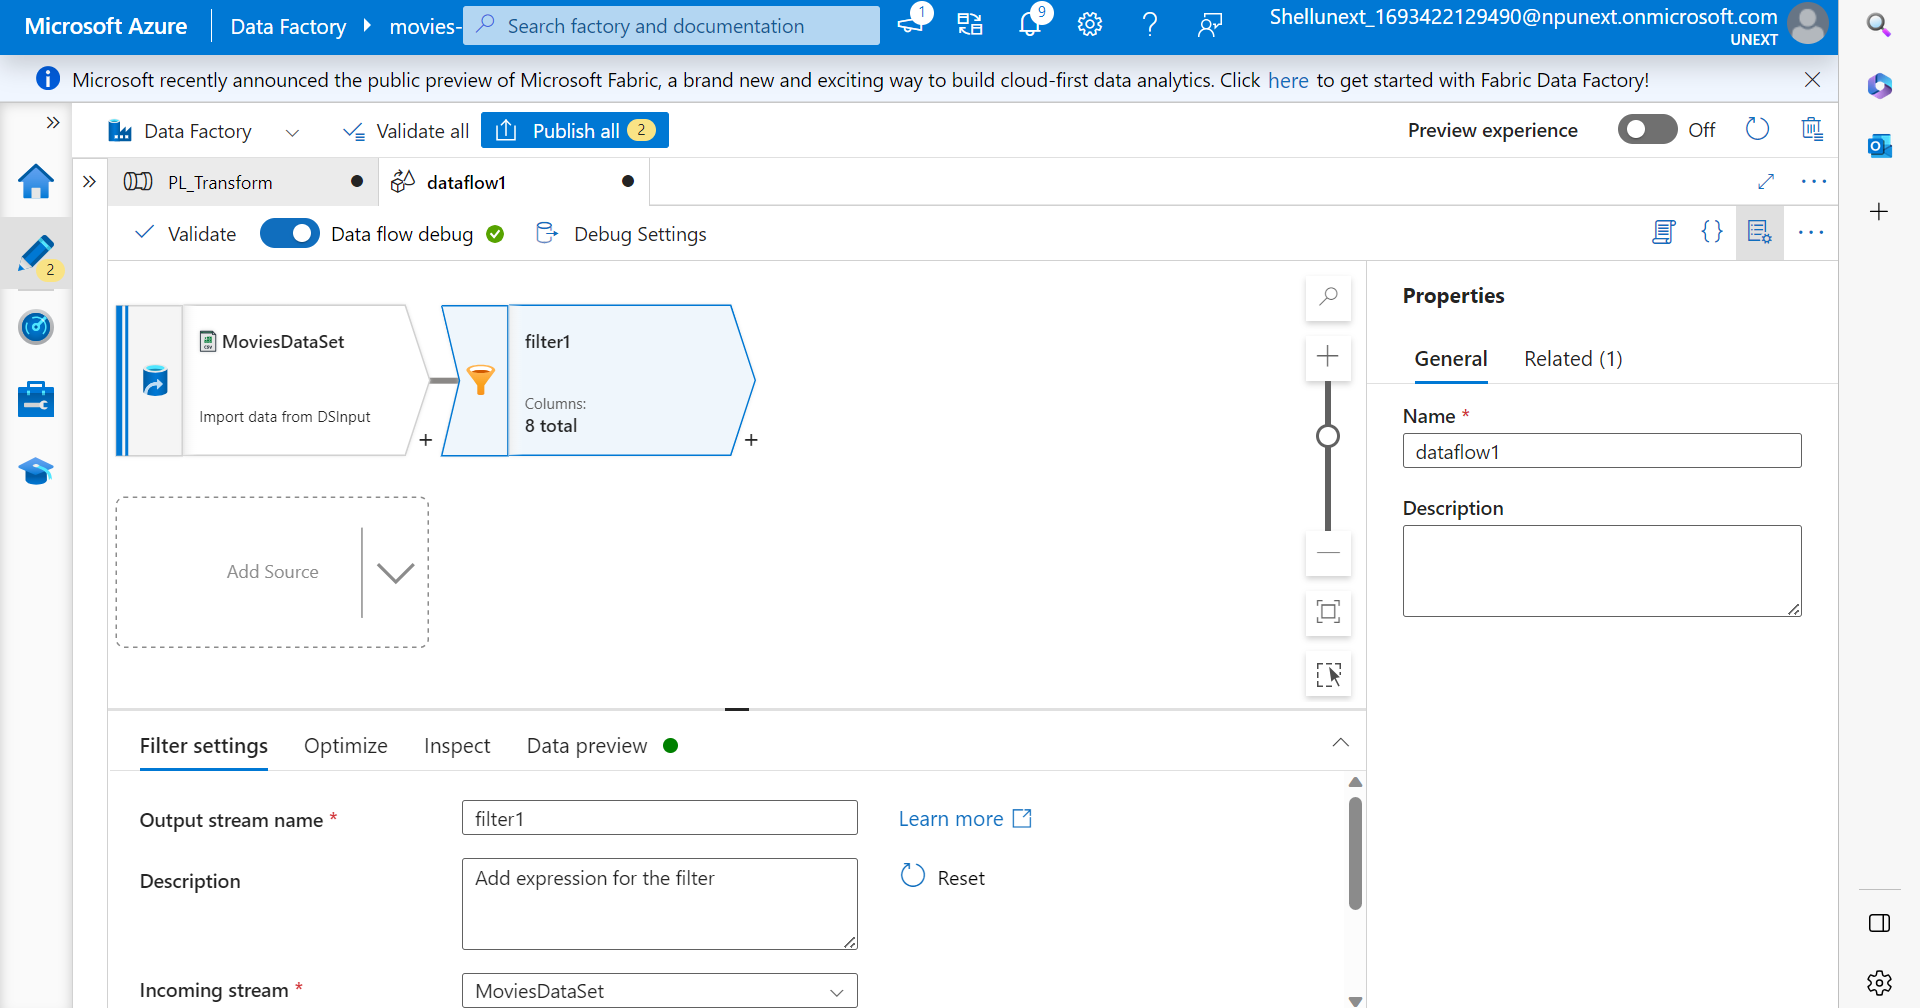 Microsoft Azure
Data Factory
movies-
Search factory and documentation
1
9
Shellunext_1693422129490@npunext.onmicrosoft.com
UNEXT
Microsoft recently announced the public preview of Microsoft Fabric, a brand new and exciting way to build cloud-first data analytics. Click here to get started with Fabric Data Factory!
Data Factory
Validate all
Publish all 2
Preview experience
Off
PL_Transform
dataflow1
2
Validate
Data flow debug
Debug Settings
MoviesDataSet
Import data from DSInput
+
filter1
Columns:
8 total
+
Add Source
Properties
General
Related (1)
Name *
dataflow1
Description
Filter settings
Optimize
Inspect
Data preview
Output stream name *
filter1
Learn more
Description
Add expression for the filter
Reset
Incoming stream *
MoviesDataSet